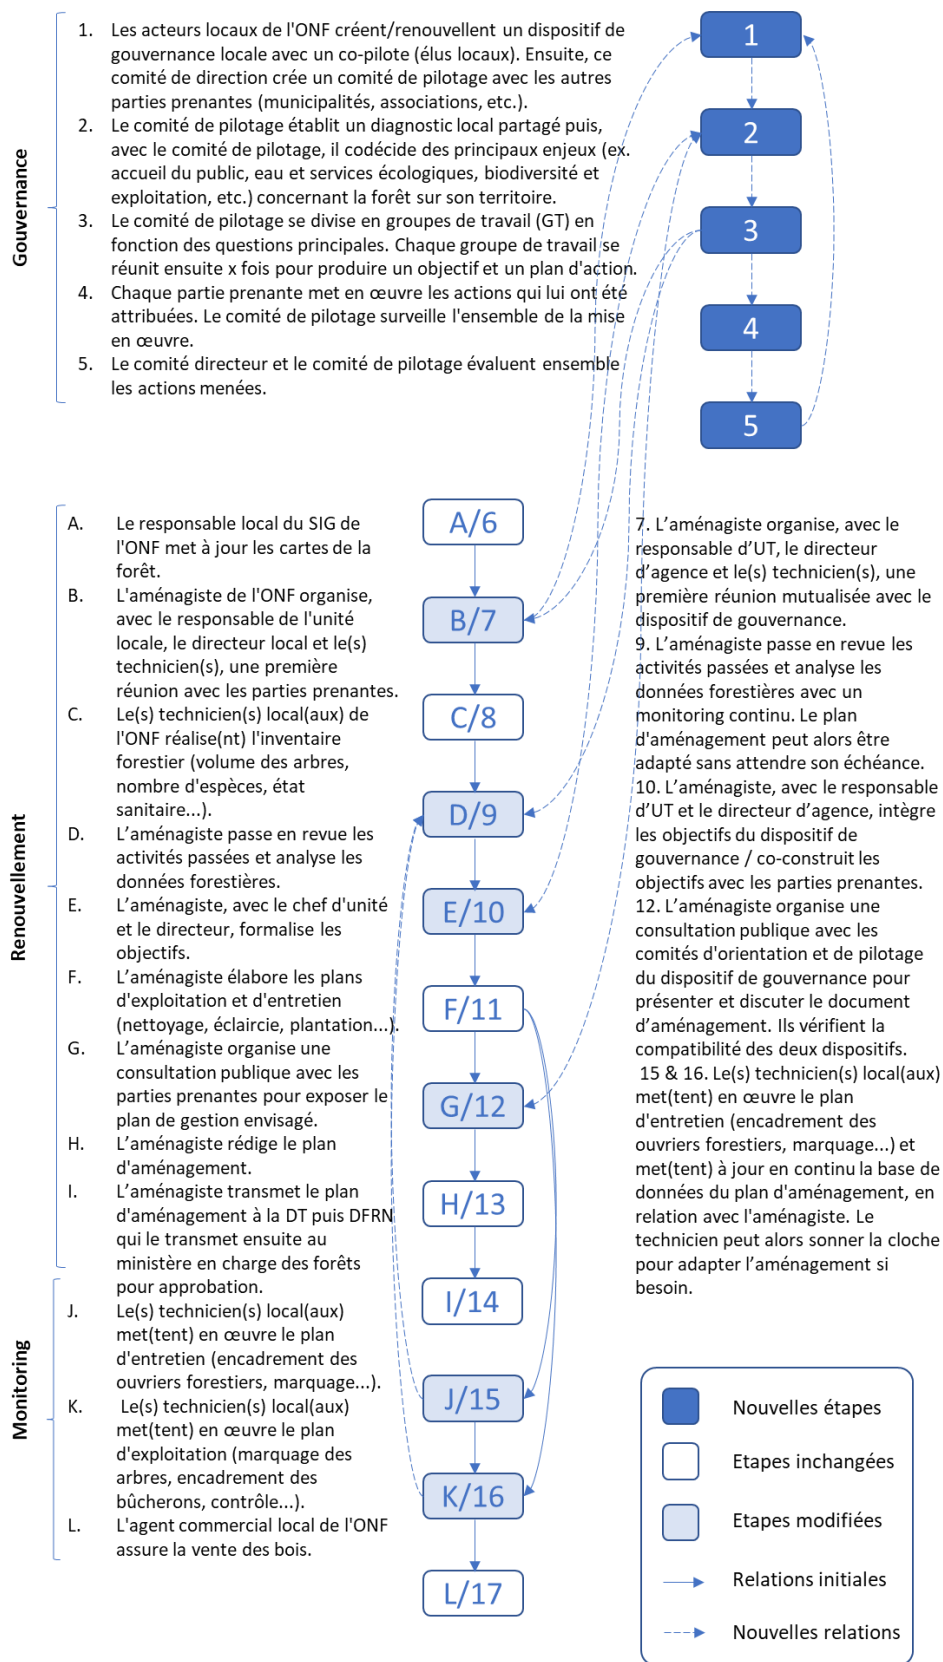 Gouvernance
1. Les acteurs locaux de l'ONF créent/renouvellent un dispositif de
gouvernance locale avec un co-pilote (élus locaux). Ensuite, ce
comité de direction crée un comité de pilotage avec les autres
parties prenantes (municipalités, associations, etc.).
2. Le comité de pilotage établit un diagnostic local partagé puis,
avec le comité de pilotage, il codécide des principaux enjeux (ex.
accueil du public, eau et services écologiques, biodiversité et
exploitation, etc.) concernant la forêt sur son territoire.
3. Le comité de pilotage se divise en groupes de travail (GT) en
fonction des questions principales. Chaque groupe de travail se
réunit ensuite x fois pour produire un objectif et un plan d'action.
4. Chaque partie prenante met en œuvre les actions qui lui ont été
attribuées. Le comité de pilotage surveille l'ensemble de la mise
en œuvre.
5. Le comité directeur et le comité de pilotage évaluent ensemble
les actions menées.
1
2
3
4
5
Renouvellement
A. Le responsable local du SIG de
l'ONF met à jour les cartes de la
forêt.
B. L'aménagiste de l'ONF organise,
avec le responsable de l'unité
locale, le directeur local et le(s)
technicien(s), une première
réunion avec les parties prenantes.
C. Le(s) technicien(s) local(aux) de
l'ONF réalise(nt) l'inventaire
forestier (volume des arbres,
nombre d'espèces, état
sanitaire...).
D. L’aménagiste passe en revue les
activités passées et analyse les
données forestières.
E. L’aménagiste, avec le chef d'unité
et le directeur, formalise les
objectifs.
F. L’aménagiste élabore les plans
d'exploitation et d'entretien
(nettoyage, éclaircie, plantation...).
G. L’aménagiste organise une
consultation publique avec les
parties prenantes pour exposer le
plan de gestion envisagé.
H. L’aménagiste rédige le plan
d'aménagement.
I. L’aménagiste transmet le plan
d'aménagement à la DT puis DFRN
qui le transmet ensuite au
ministère en charge des forêts
pour approbation.
Monitoring
J. Le(s) technicien(s) local(aux)
met(tent) en œuvre le plan
d'entretien (encadrement des
ouvriers forestiers, marquage...).
K. Le(s) technicien(s) local(aux)
met(tent) en œuvre le plan
d'exploitation (marquage des
arbres, encadrement des
bûcherons, contrôle...).
L. L'agent commercial local de l'ONF
assure la vente des bois.
A/6
B/7
C/8
D/9
E/10
F/11
G/12
H/13
I/14
J/15
K/16
L/17
7. L’aménagiste organise, avec le
responsable d’UT, le directeur
d’agence et le(s) technicien(s), une
première réunion mutualisée avec le
dispositif de gouvernance.
9. L’aménagiste passe en revue les
activités passées et analyse les
données forestières avec un
monitoring continu. Le plan
d'aménagement peut alors être
adapté sans attendre son échéance.
10. L’aménagiste, avec le responsable
d’UT et le directeur d’agence, intègre
les objectifs du dispositif de
gouvernance / co-construit les
objectifs avec les parties prenantes.
12. L’aménagiste organise une
consultation publique avec les
comités d'orientation et de pilotage
du dispositif de gouvernance pour
présenter et discuter le document
d’aménagement. Ils vérifient la
compatibilité des deux dispositifs.
15 & 16. Le(s) technicien(s) local(aux)
met(tent) en œuvre le plan
d'entretien (encadrement des
ouvriers forestiers, marquage...) et
met(tent) à jour en continu la base de
données du plan d'aménagement, en
relation avec l'aménagiste. Le
technicien peut alors sonner la cloche
pour adapter l’aménagement si
besoin.
Nouvelles étapes
Etapes inchangées
Etapes modifiées
Relations initiales
Nouvelles relations